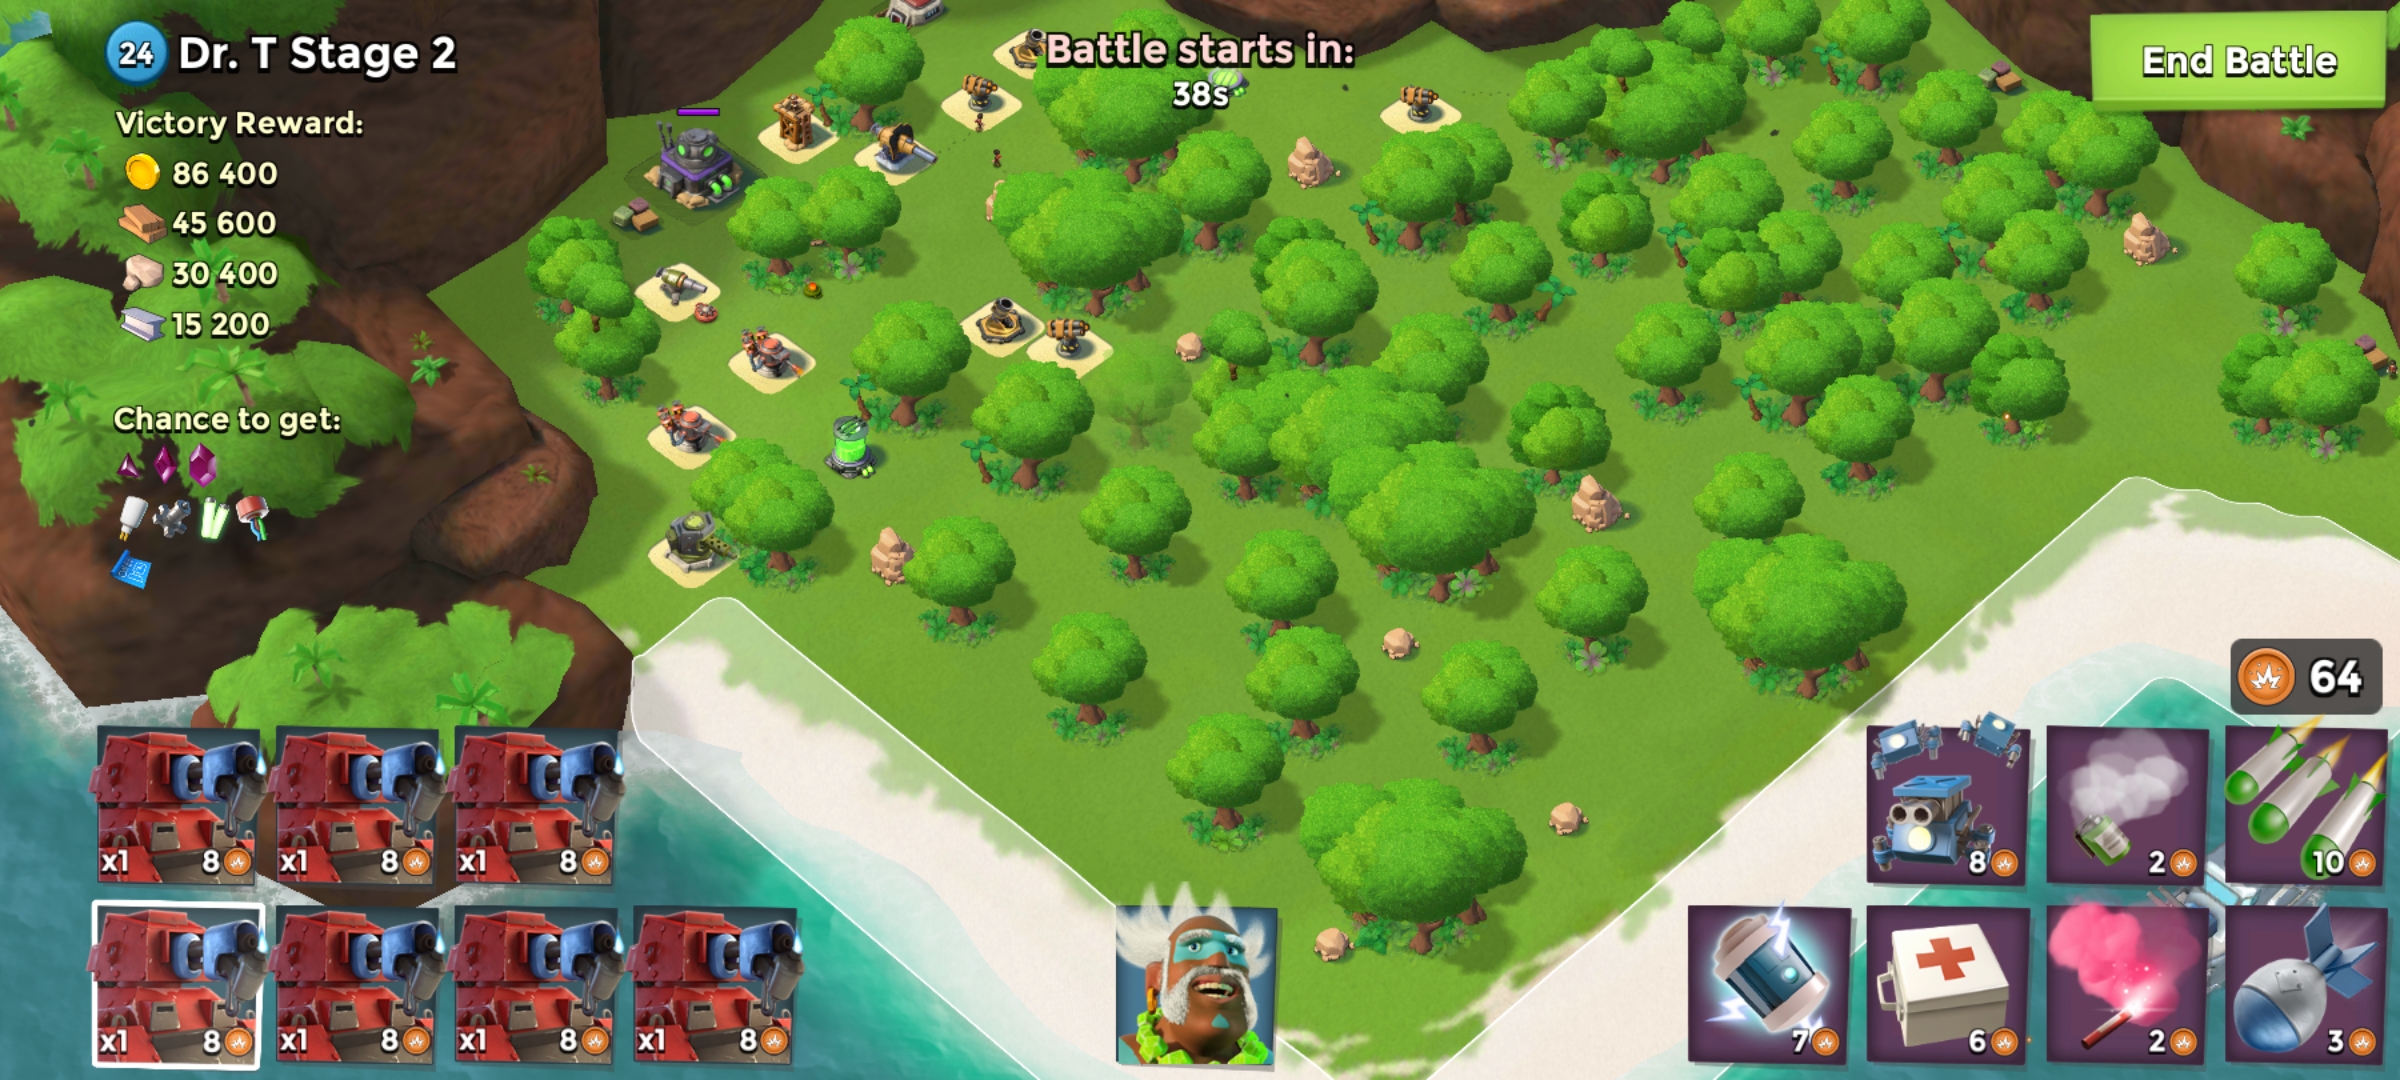 24 Dr. T Stage 2
Victory Reward:
86 400
45 600
30 400
15 200
Chance to get:
Battle starts in:
38s
End Battle
64
x1 8
x1 8
x1 8
8
2
10
x1 8
x1 8
x1 8
x1 8
7
6
2
3